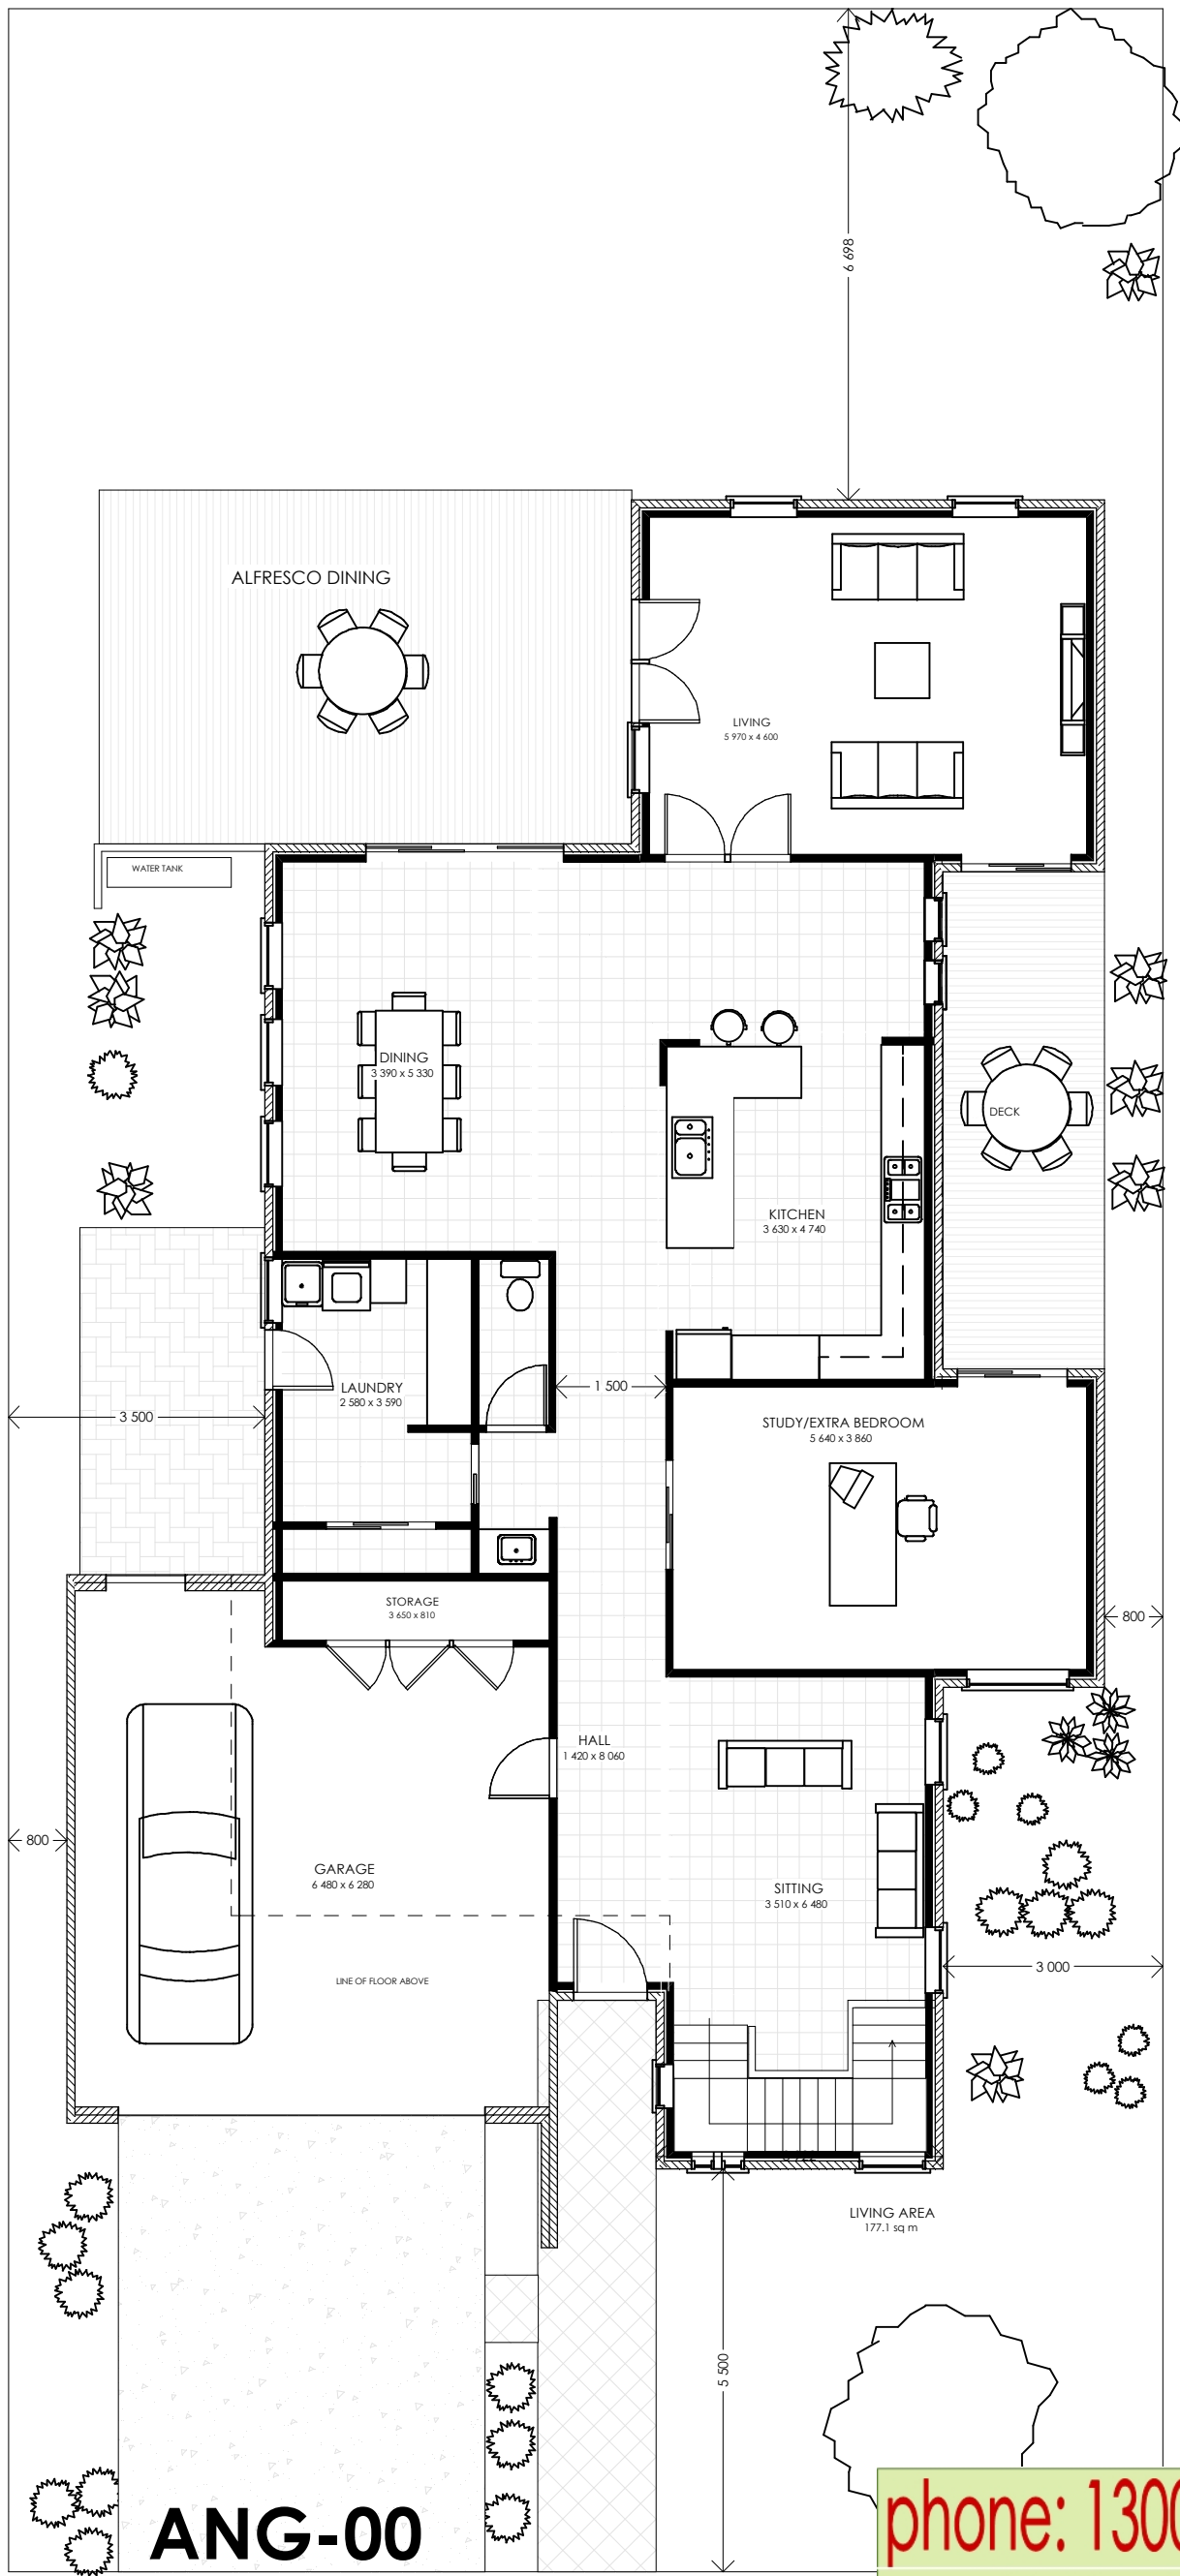 6 698
ALFRESCO DINING
LIVING
5 970 x 4 600
WATER TANK
DINING
3 390 x 5 330
DECK
KITCHEN
3 630 x 4 740
1 500
LAUNDRY
2 580 x 3 590
3 500
STUDY/EXTRA BEDROOM
5 640 x 3 860
STORAGE
3 650 x 810
800
HALL
1 420 x 8 060
800
GARAGE
6 480 x 6 280
SITTING
3 510 x 6 480
LINE OF FLOOR ABOVE
3 000
LIVING AREA
177.1 sq m
5 500
ANG-00
phone: 1300